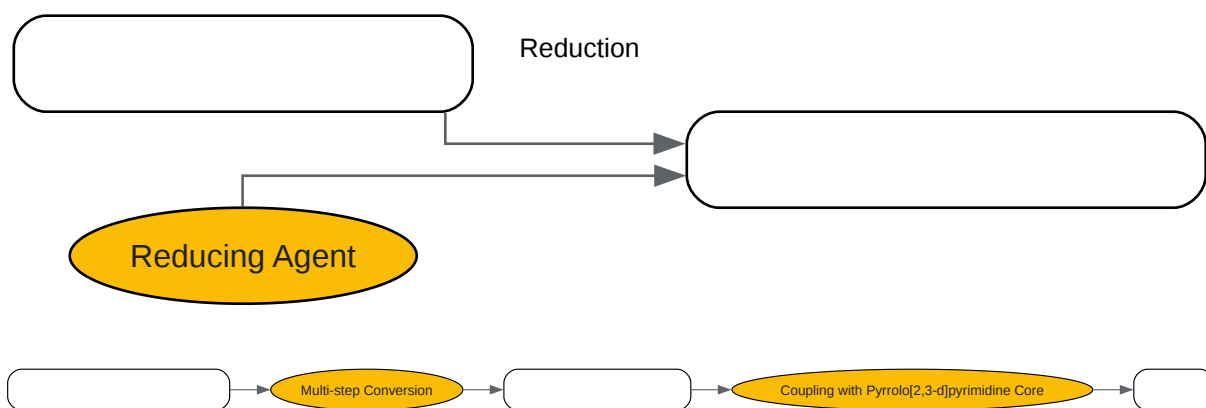 Reduction
Reducing Agent
Multi-step Conversion
Coupling with Pyrrolo[2,3-d]pyrimidine Core